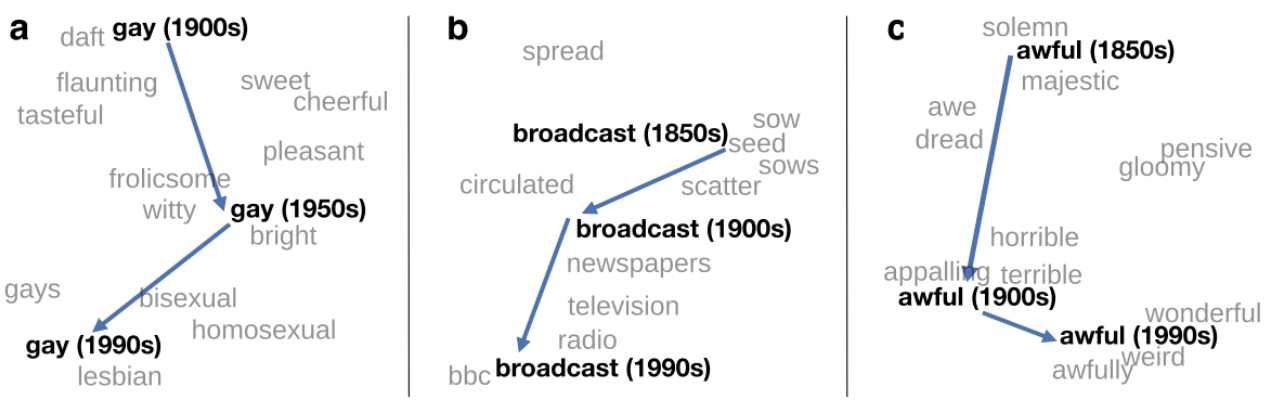 a
gay (1900s)
daft
flaunting
sweet
tasteful
cheerful
pleasant
frolicsome
witty
gay (1950s)
bright
gays
bisexual
homosexual
gay (1990s)
lesbian
b
spread
sow
broadcast (1850s)
seed
sows
circulated
scatter
broadcast (1900s)
newspapers
television
radio
bbc
broadcast (1990s)
c
solemn
awful (1850s)
majestic
awe
dread
pensive
gloomy
horrible
appalling
terrible
awful (1900s)
wonderful
awful (1990s)
weird
awfully